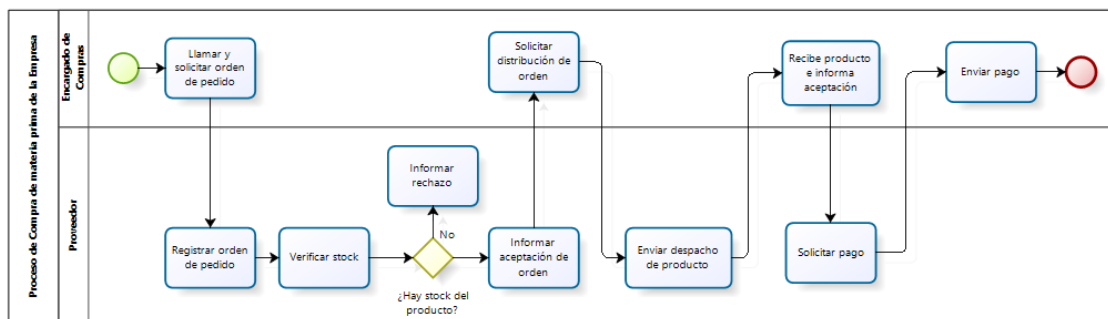 Proceso de Compra de materia prima de la Empresa
Encargado de
Compras
Llamar y
solicitar orden
de pedido
Solicitar
distribución de
orden
Recibe producto
e informa
aceptación
Enviar pago
Proveedor
Informar
rechazo
No
Registrar orden
de pedido
Verificar stock
¿Hay stock del
producto?
Informar
aceptación de
orden
Enviar despacho
de producto
Solicitar pago